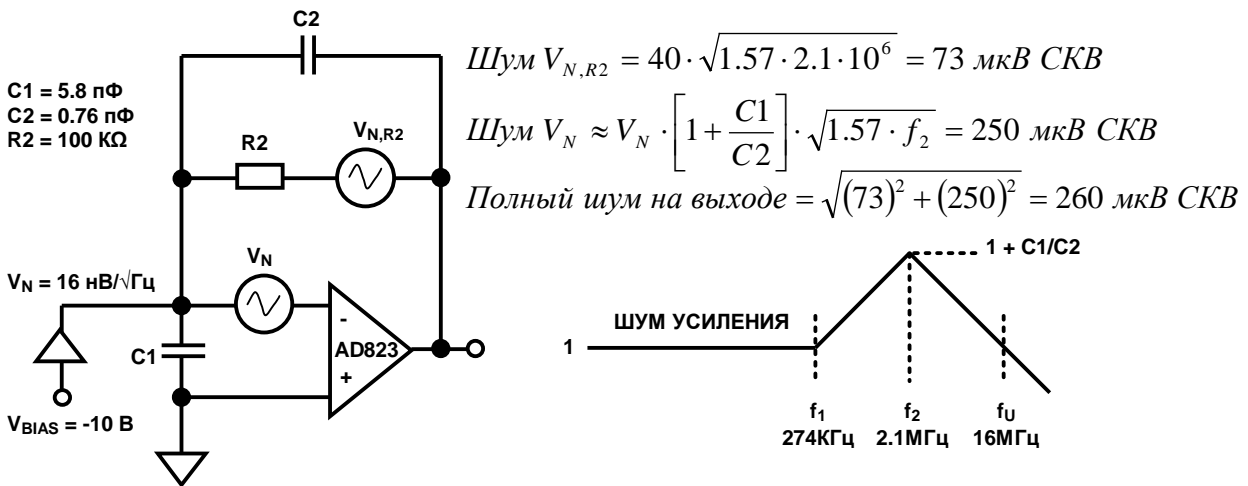 C2
C1 = 5.8 пФ
C2 = 0.76 пФ
R2 = 100 КΩ
R2
V_{N,R2}
V_N
V_N = 16 нВ/√Гц
C1
-
AD823
+
V_{BIAS} = -10 В
Шум V_{N,R2} = 40 · √(1.57 · 2.1 · 10^6) = 73 мкВ СКВ
Шум V_N ≈ V_N · [1 + C1/C2] · √(1.57 · f_2) = 250 мкВ СКВ
Полный шум на выходе = √((73)^2 + (250)^2) = 260 мкВ СКВ
1 + C1/C2
ШУМ УСИЛЕНИЯ
1
f_1 f_2 f_U
274КГц 2.1МГц 16МГц